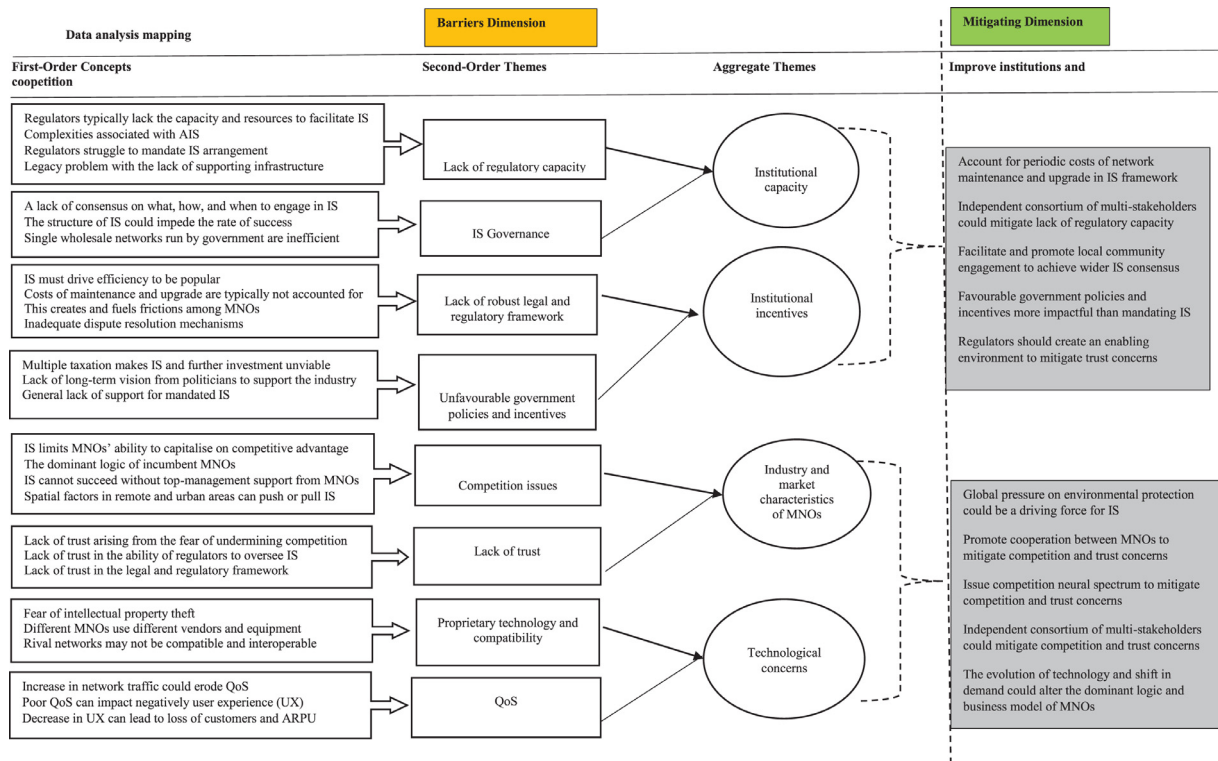 Data analysis mapping
Barriers Dimension
Mitigating Dimension
First-Order Concepts
coopetition
Second-Order Themes
Aggregate Themes
Improve institutions and
Regulators typically lack the capacity and resources to facilitate IS
Complexities associated with AIS
Regulators struggle to mandate IS arrangement
Legacy problem with the lack of supporting infrastructure
Lack of regulatory capacity
Institutional
capacity
A lack of consensus on what, how, and when to engage in IS
The structure of IS could impede the rate of success
Single wholesale networks run by government are inefficient
IS Governance
IS must drive efficiency to be popular
Costs of maintenance and upgrade are typically not accounted for
This creates and fuels frictions among MNOs
Inadequate dispute resolution mechanisms
Lack of robust legal and
regulatory framework
Institutional
incentives
Multiple taxation makes IS and further investment unviable
Lack of long-term vision from politicians to support the industry
General lack of support for mandated IS
Unfavourable government
policies and incentives
Account for periodic costs of network
maintenance and upgrade in IS framework
Independent consortium of multi-stakeholders
could mitigate lack of regulatory capacity
Facilitate and promote local community
engagement to achieve wider IS consensus
Favourable government policies and
incentives more impactful than mandating IS
Regulators should create an enabling
environment to mitigate trust concerns
IS limits MNOs' ability to capitalise on competitive advantage
The dominant logic of incumbent MNOs
IS cannot succeed without top-management support from MNOs
Spatial factors in remote and urban areas can push or pull IS
Competition issues
Industry and
market
characteristics
of MNOs
Lack of trust arising from the fear of undermining competition
Lack of trust in the ability of regulators to oversee IS
Lack of trust in the legal and regulatory framework
Lack of trust
Fear of intellectual property theft
Different MNOs use different vendors and equipment
Rival networks may not be compatible and interoperable
Proprietary technology and
compatibility
Technological
concerns
Increase in network traffic could erode QoS
Poor QoS can impact negatively user experience (UX)
Decrease in UX can lead to loss of customers and ARPU
QoS
Global pressure on environmental protection
could be a driving force for IS
Promote cooperation between MNOs to
mitigate competition and trust concerns
Issue competition neural spectrum to mitigate
competition and trust concerns
Independent consortium of multi-stakeholders
could mitigate competition and trust concerns
The evolution of technology and shift in
demand could alter the dominant logic and
business model of MNOs